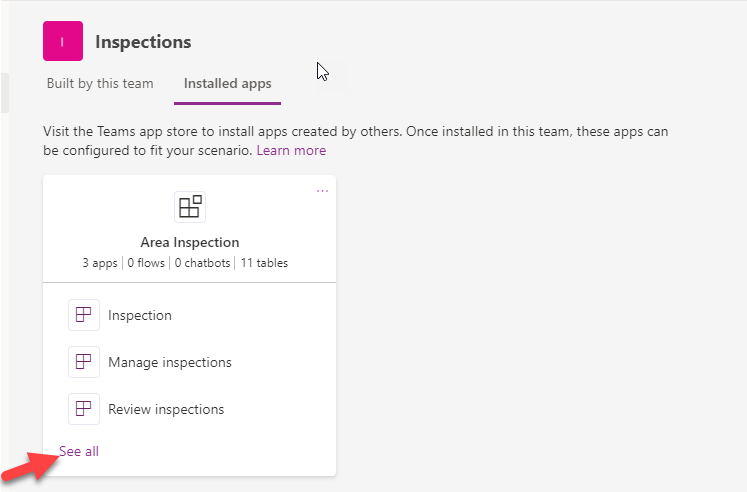 I
Inspections
Built by this team
Installed apps
Visit the Teams app store to install apps created by others. Once installed in this team, these apps can
be configured to fit your scenario. Learn more
...
Area Inspection
3 apps | 0 flows | 0 chatbots | 11 tables
Inspection
Manage inspections
Review inspections
See all